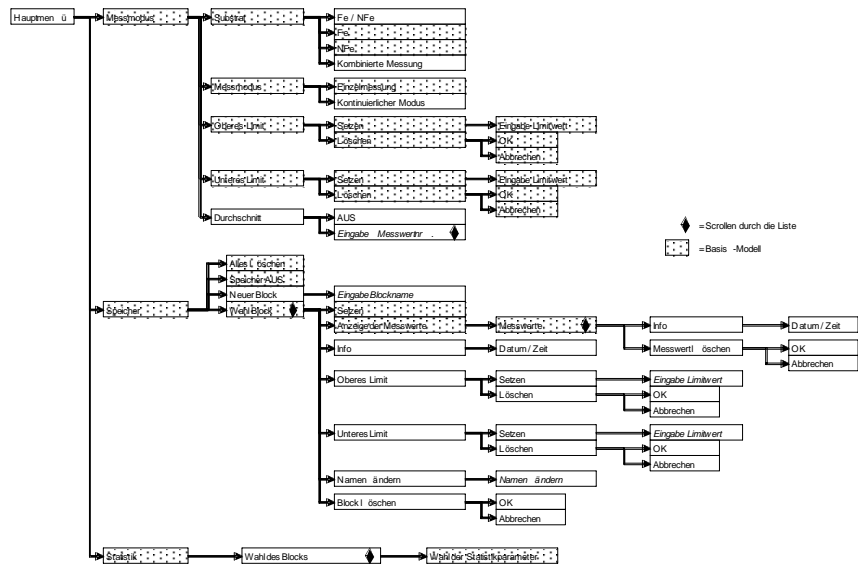 Hauptmen ü
Messmodus
Substrat
Fe / NFe
Fe
NFe
Kombinierte Messung
Messmodus
Einzelmessung
Kontinuierlicher Modus
Oberes Limit
Setzen
Eingabe Limitwert
Löschen
OK
Abbrechen
Unteres Limit
Setzen
Eingabe Limitwert
Löschen
OK
Abbrechen
Durchschnitt
AUS
Eingabe Messwertnr .
=Scrollen durch die Liste
=Basis -Modell
Speicher
Alles l öschen
Speicher AUS
Neuer Block
Eingabe Blockname
(Wahl Block)
Setzen
Anzeige der Messwerte
Messwerte
Info
Datum / Zeit
Messwert l öschen
OK
Abbrechen
Info
Datum / Zeit
Oberes Limit
Setzen
Eingabe Limitwert
Löschen
OK
Abbrechen
Unteres Limit
Setzen
Eingabe Limitwert
Löschen
OK
Abbrechen
Namen ändern
Namen ändern
Block l öschen
OK
Abbrechen
Statistik
Wahl des Blocks
Wahl der Statistikparameter